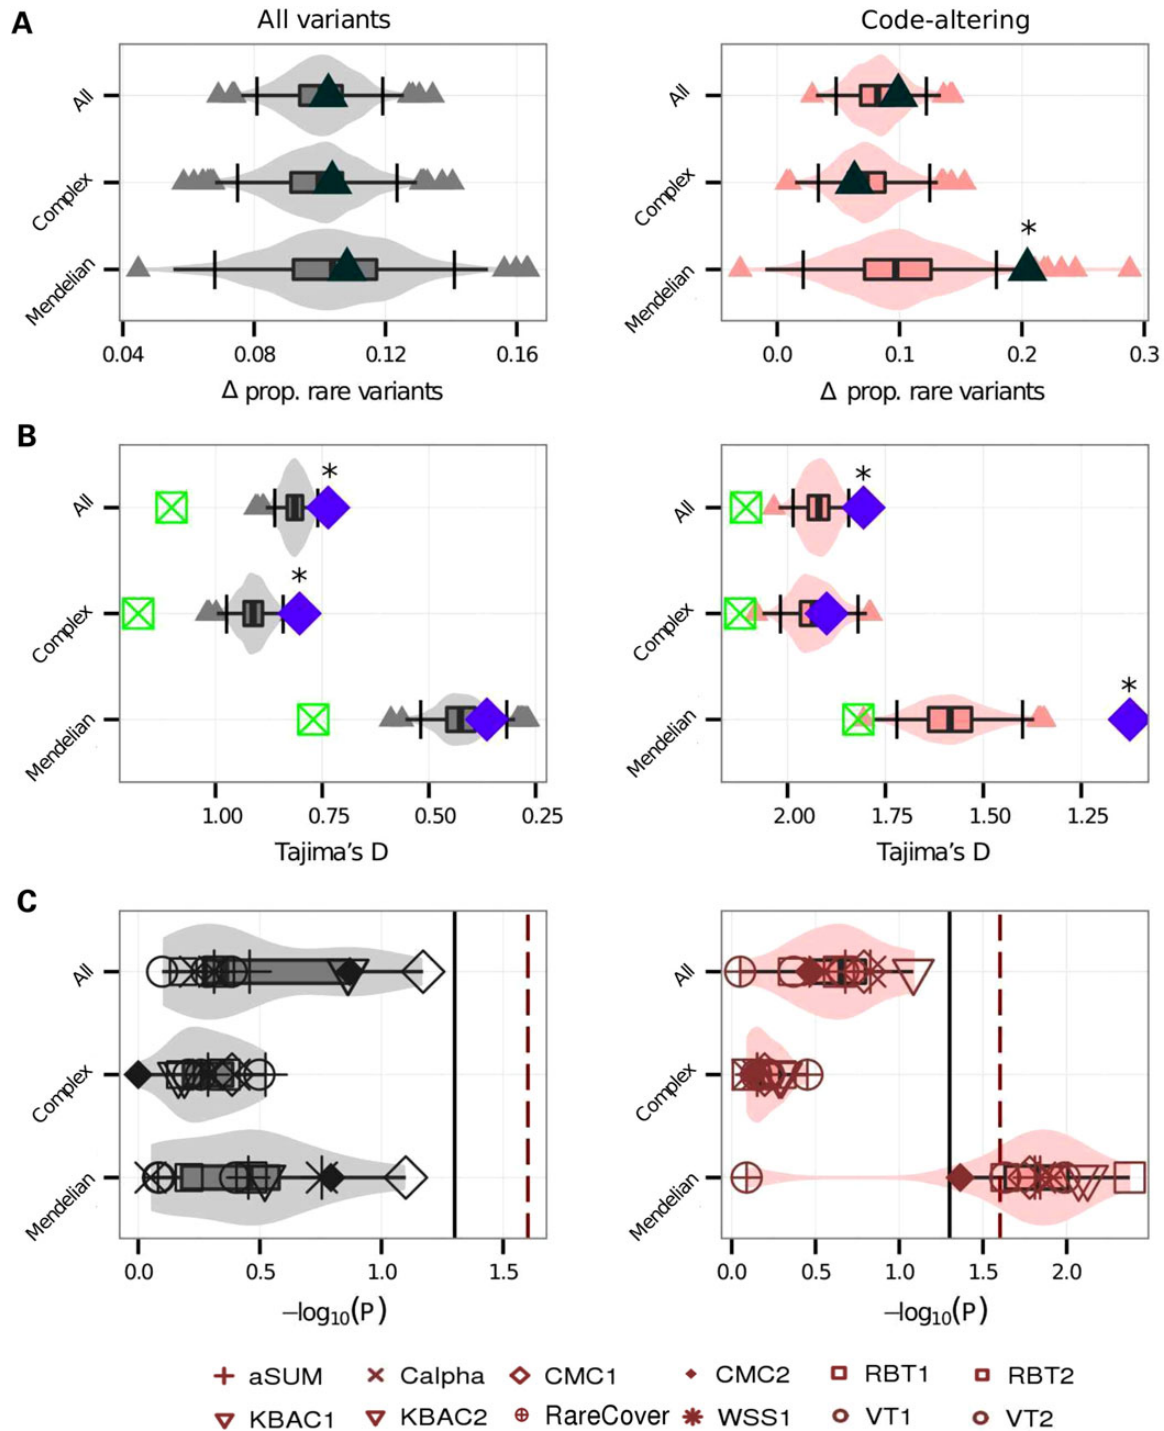 A
All variants
Code-altering
All
Complex
Mendelian
0.04 0.08 0.12 0.16
Δ prop. rare variants
All
Complex
Mendelian
*
0.0 0.1 0.2 0.3
Δ prop. rare variants
B
All
Complex
Mendelian
*
*
1.00 0.75 0.50 0.25
Tajima's D
All
Complex
Mendelian
*
*
2.00 1.75 1.50 1.25
Tajima's D
C
All
Complex
Mendelian
0.0 0.5 1.0 1.5
−log10(P)
All
Complex
Mendelian
0.0 0.5 1.0 1.5 2.0
−log10(P)
aSUM Calpha CMC1 CMC2 RBT1 RBT2
KBAC1 KBAC2 RareCover WSS1 VT1 VT2